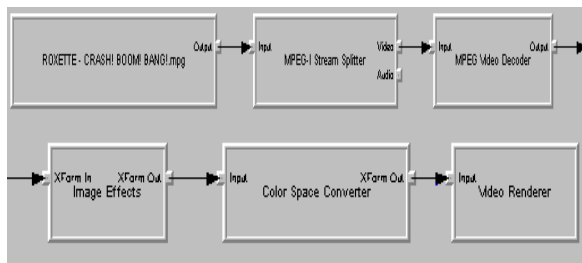 Output
ROXETTE - CRASH! BOOM! BANG!.mpg
Input Video
MPEG-I Stream Splitter
Audio
Input Output
MPEG Video Decoder
XForm In XForm Out
Image Effects
Input XForm Out
Color Space Converter
Input
Video Renderer